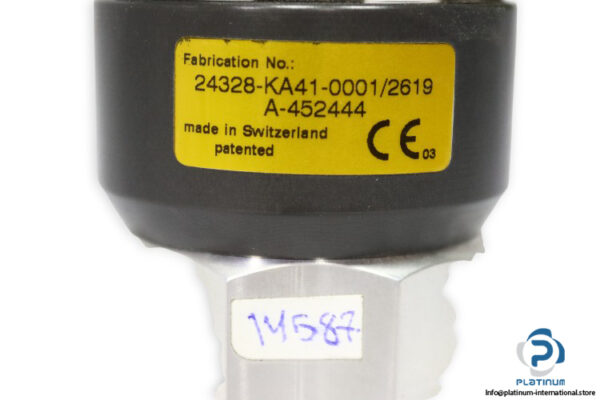 Fabrication No.:
24328-KA41-0001/2619
A-452444
made in Switzerland
patented
CE 03
14587
PLATINUM
Info@platinum-international.store